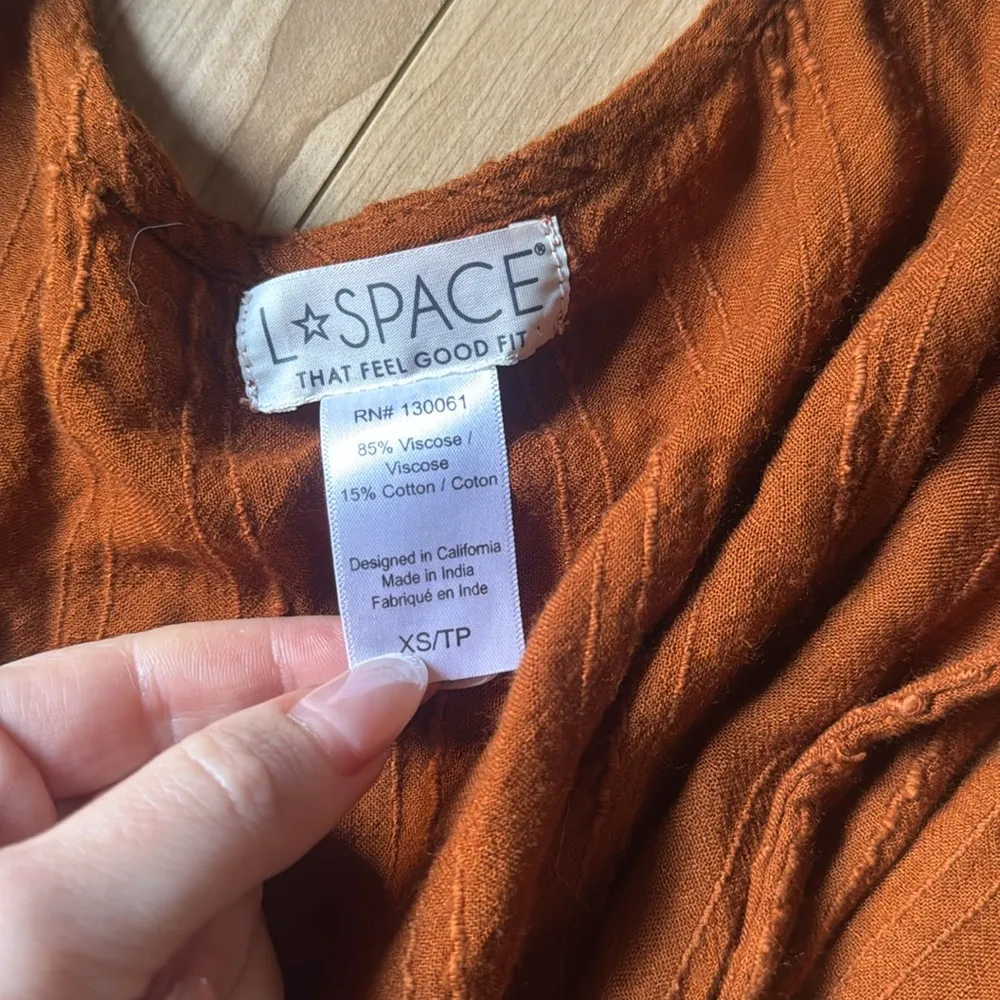 L☆SPACE®
THAT FEEL GOOD FIT
RN# 130061
85% Viscose /
Viscose
15% Cotton / Coton
Designed in California
Made in India
Fabriqué en Inde
XS/TP